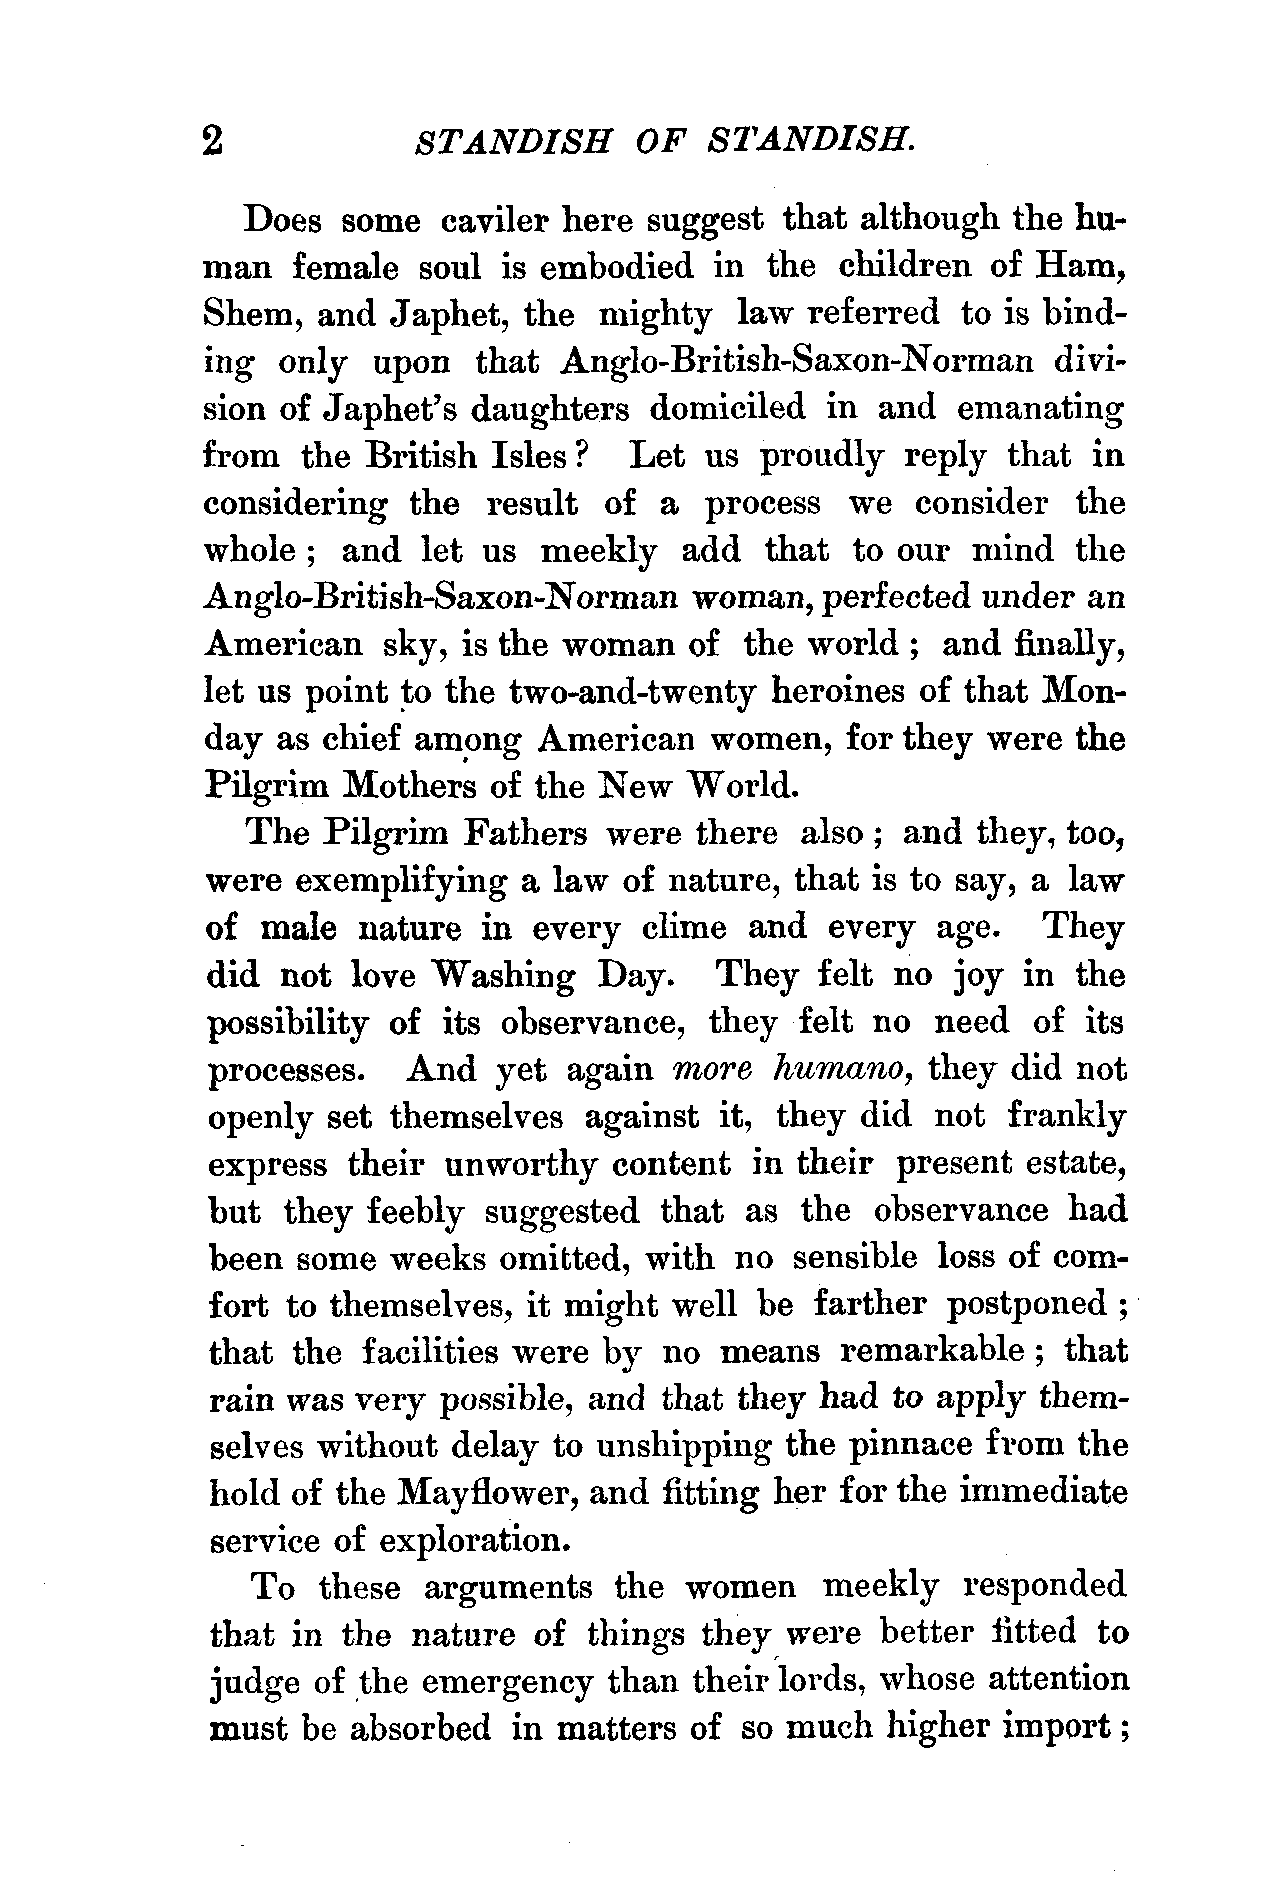 2 STANDISH OF STANDISH.
Does some caviler here suggest that although the hu-
man female soul is embodied in the children of Ham,
Shem, and Japhet, the mighty law referred to is bind-
ing only upon that Anglo-British-Saxon-Norman divi-
sion of Japhet's daughters domiciled in and emanating
from the British Isles? Let us proudly reply that in
considering the result of a process we consider the
whole; and let us meekly add that to our mind the
Anglo-British-Saxon-Norman woman, perfected under an
American sky, is the woman of the world; and finally,
let us point to the two-and-twenty heroines of that Mon-
day as chief among American women, for they were the
Pilgrim Mothers of the New World.
The Pilgrim Fathers were there also; and they, too,
were exemplifying a law of nature, that is to say, a law
of male nature in every clime and every age. They
did not love Washing Day. They felt no joy in the
possibility of its observance, they felt no need of its
processes. And yet again more humano, they did not
openly set themselves against it, they did not frankly
express their unworthy content in their present estate,
but they feebly suggested that as the observance had
been some weeks omitted, with no sensible loss of com-
fort to themselves, it might well be farther postponed;
that the facilities were by no means remarkable; that
rain was very possible, and that they had to apply them-
selves without delay to unshipping the pinnace from the
hold of the Mayflower, and fitting her for the immediate
service of exploration.
To these arguments the women meekly responded
that in the nature of things they were better fitted to
judge of the emergency than their lords, whose attention
must be absorbed in matters of so much higher import;